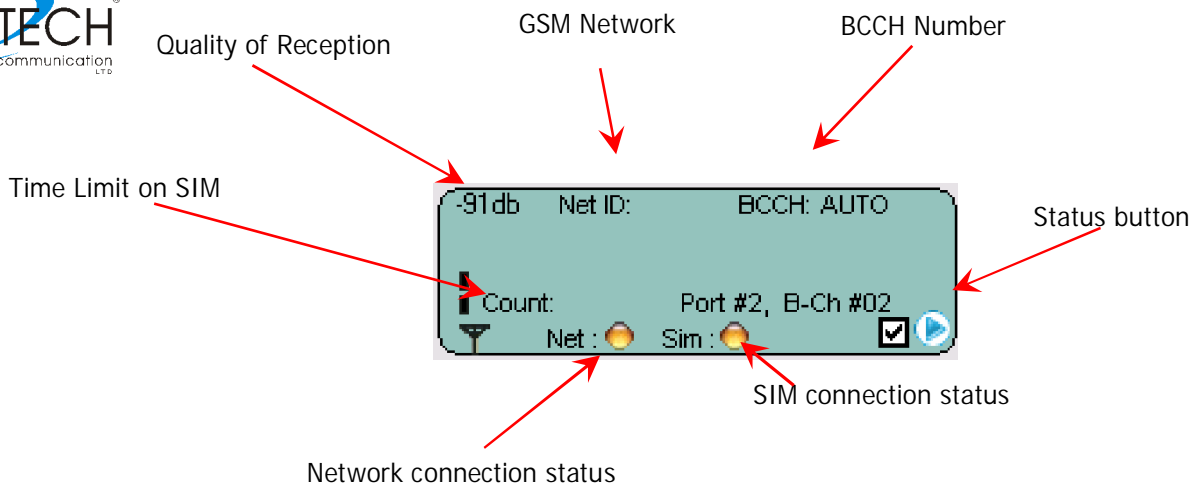 TECH
®
communication
LTD
Quality of Reception
GSM Network
BCCH Number
Time Limit on SIM
-91db Net ID: BCCH: AUTO
Status button
Count: Port #2, B-Ch #02
Net : Sim :
SIM connection status
Network connection status